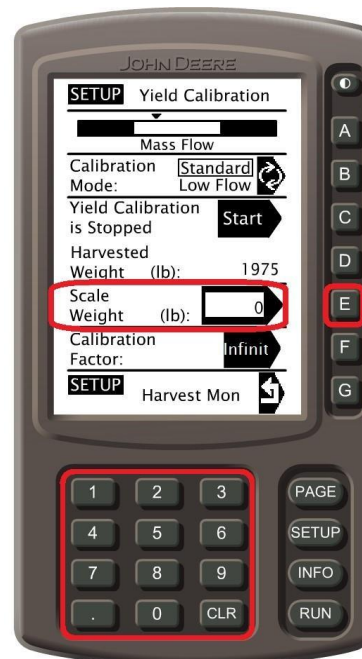 JOHN DEERE
SETUP Yield Calibration
Mass Flow
Calibration Standard
Mode: Low Flow
Yield Calibration
is Stopped Start
Harvested
Weight (lb): 1975
Scale
Weight (lb): 0
Calibration
Factor: Infinit
SETUP Harvest Mon
A
B
C
D
E
F
G
1 2 3 PAGE
4 5 6 SETUP
7 8 9 INFO
. 0 CLR RUN